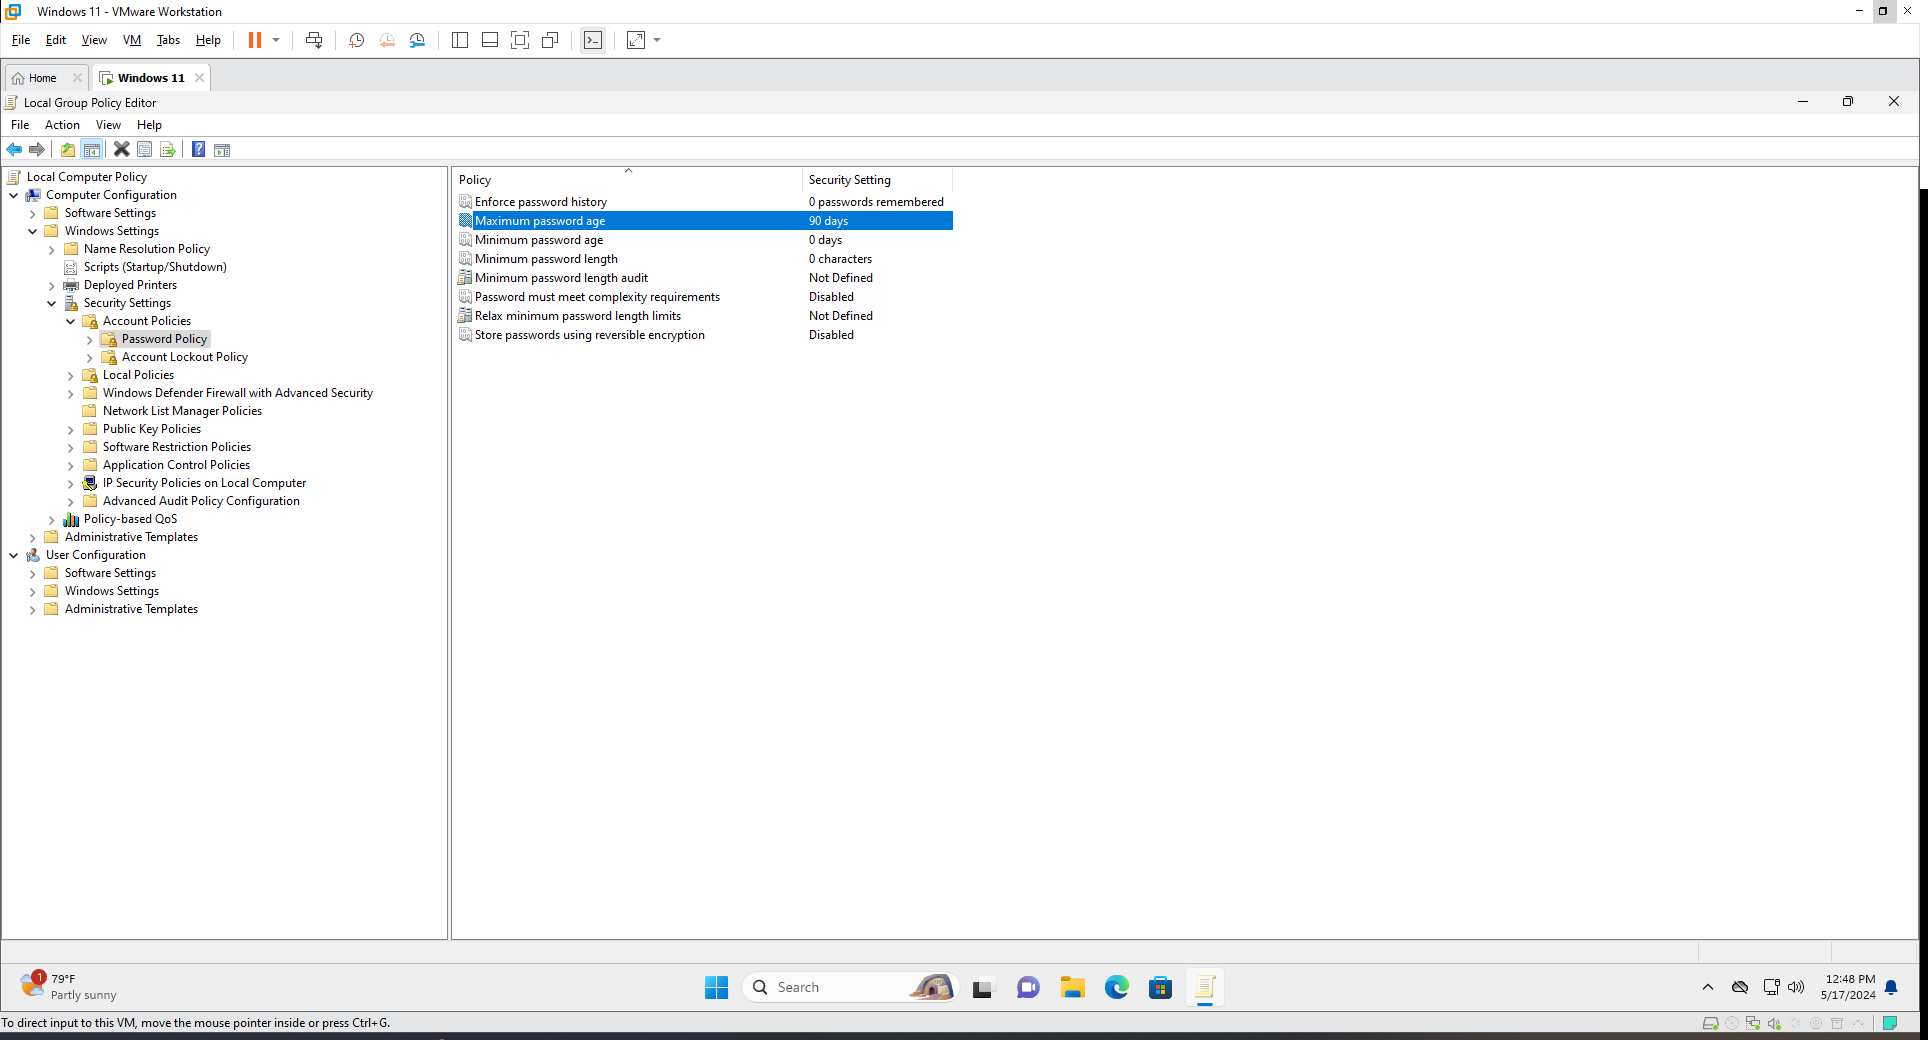 Windows 11 - VMware Workstation
File Edit View VM Tabs Help
Home Windows 11
Local Group Policy Editor
File Action View Help
Local Computer Policy
Computer Configuration
Software Settings
Windows Settings
Name Resolution Policy
Scripts (Startup/Shutdown)
Deployed Printers
Security Settings
Account Policies
Password Policy
Account Lockout Policy
Local Policies
Windows Defender Firewall with Advanced Security
Network List Manager Policies
Public Key Policies
Software Restriction Policies
Application Control Policies
IP Security Policies on Local Computer
Advanced Audit Policy Configuration
Policy-based QoS
Administrative Templates
User Configuration
Software Settings
Windows Settings
Administrative Templates
Policy Security Setting
Enforce password history 0 passwords remembered
Maximum password age 90 days
Minimum password age 0 days
Minimum password length 0 characters
Minimum password length audit Not Defined
Password must meet complexity requirements Disabled
Relax minimum password length limits Not Defined
Store passwords using reversible encryption Disabled
1
79°F
Partly sunny
Search
12:48 PM
5/17/2024
To direct input to this VM, move the mouse pointer inside or press Ctrl+G.